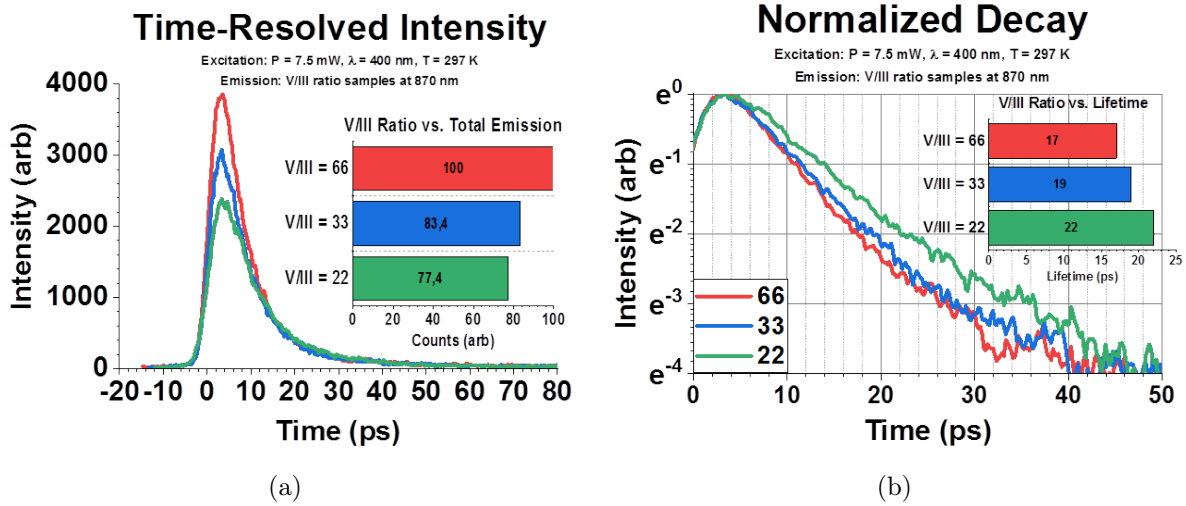 Time-Resolved Intensity
Excitation: P = 7.5 mW, λ = 400 nm, T = 297 K
Emission: V/III ratio samples at 870 nm
Intensity (arb)
4000
3000
2000
1000
0
-20 -10 0 10 20 30 40 50 60 70 80
Time (ps)
V/III Ratio vs. Total Emission
V/III = 66
100
V/III = 33
83,4
V/III = 22
77,4
0 20 40 60 80 100
Counts (arb)
(a)
Normalized Decay
Excitation: P = 7.5 mW, λ = 400 nm, T = 297 K
Emission: V/III ratio samples at 870 nm
Intensity (arb)
e^0
e^-1
e^-2
e^-3
e^-4
0 10 20 30 40 50
Time (ps)
66
33
22
V/III Ratio vs. Lifetime
V/III = 66
17
V/III = 33
19
V/III = 22
22
0 5 10 15 20 25
Lifetime (ps)
(b)